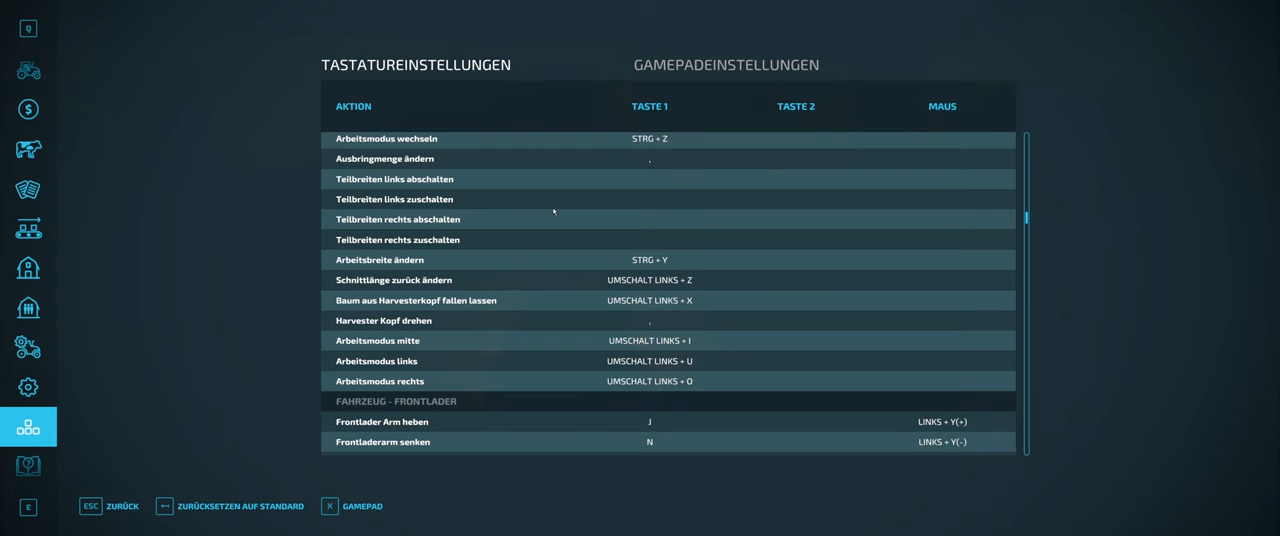 Q
TASTATUREINSTELLUNGEN GAMEPADEINSTELLUNGEN
AKTION TASTE 1 TASTE 2 MAUS
Arbeitsmodus wechseln STRG + Z
Ausbringmenge ändern ,
Teilbreiten links abschalten
Teilbreiten links zuschalten
Teilbreiten rechts abschalten
Teilbreiten rechts zuschalten
Arbeitsbreite ändern STRG + Y
Schnittlänge zurück ändern UMSCHALT LINKS + Z
Baum aus Harvesterkopf fallen lassen UMSCHALT LINKS + X
Harvester Kopf drehen ,
Arbeitsmodus mitte UMSCHALT LINKS + I
Arbeitsmodus links UMSCHALT LINKS + U
Arbeitsmodus rechts UMSCHALT LINKS + O
FAHRZEUG - FRONTLADER
Frontlader Arm heben J LINKS + Y(+)
Frontladerarm senken N LINKS + Y(-)
E
ESC ZURÜCK ZURÜCKSETZEN AUF STANDARD X GAMEPAD